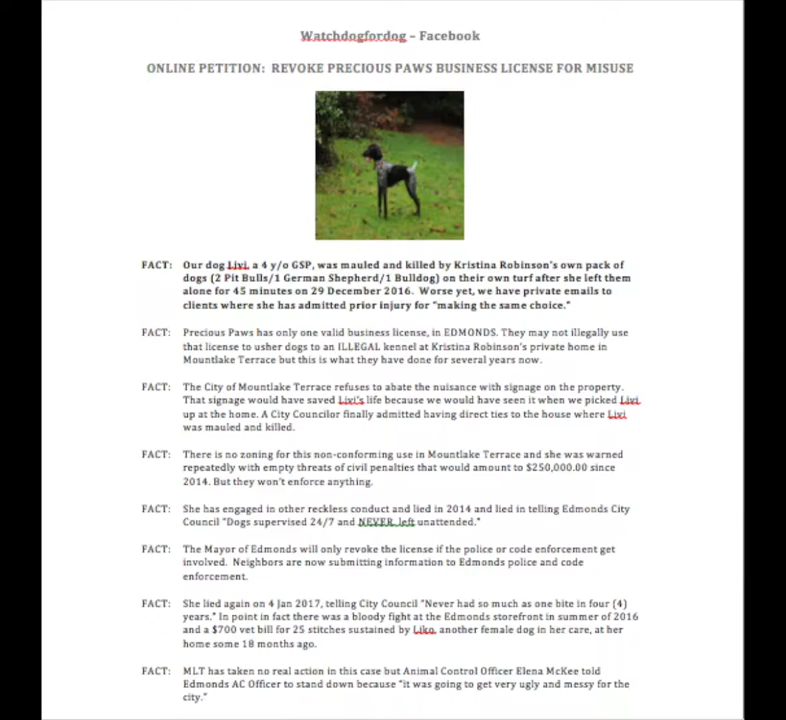 Watchdogfordog – Facebook
ONLINE PETITION: REVOKE PRECIOUS PAWS BUSINESS LICENSE FOR MISUSE
FACT: Our dog Livi, a 4 y/o GSP, was mauled and killed by Kristina Robinson's own pack of
dogs (2 Pit Bulls/1 German Shepherd/1 Bulldog) on their own turf after she left them
alone for 45 minutes on 29 December 2016. Worse yet, we have private emails to
clients where she has admitted prior injury for "making the same choice."
FACT: Precious Paws has only one valid business license, in EDMONDS. They may not illegally use
that license to usher dogs to an ILLEGAL kennel at Kristina Robinson's private home in
Mountlake Terrace but this is what they have done for several years now.
FACT: The City of Mountlake Terrace refuses to abate the nuisance with signage on the property.
That signage would have saved Livi's life because we would have seen it when we picked Livi
up at the home. A City Councilor finally admitted having direct ties to the house where Livi
was mauled and killed.
FACT: There is no zoning for this non-conforming use in Mountlake Terrace and she was warned
repeatedly with empty threats of civil penalties that would amount to $250,000.00 since
2014. But they won't enforce anything.
FACT: She has engaged in other reckless conduct and lied in 2014 and lied in telling Edmonds City
Council "Dogs supervised 24/7 and NEVER left unattended."
FACT: The Mayor of Edmonds will only revoke the license if the police or code enforcement get
involved. Neighbors are now submitting information to Edmonds police and code
enforcement.
FACT: She lied again on 4 Jan 2017, telling City Council "Never had so much as one bite in four (4)
years." In point in fact there was a bloody fight at the Edmonds storefront in summer of 2016
and a $700 vet bill for 25 stitches sustained by Liko, another female dog in her care, at her
home some 18 months ago.
FACT: MLT has taken no real action in this case but Animal Control Officer Elena McKee told
Edmonds AC Officer to stand down because "it was going to get very ugly and messy for the
city."